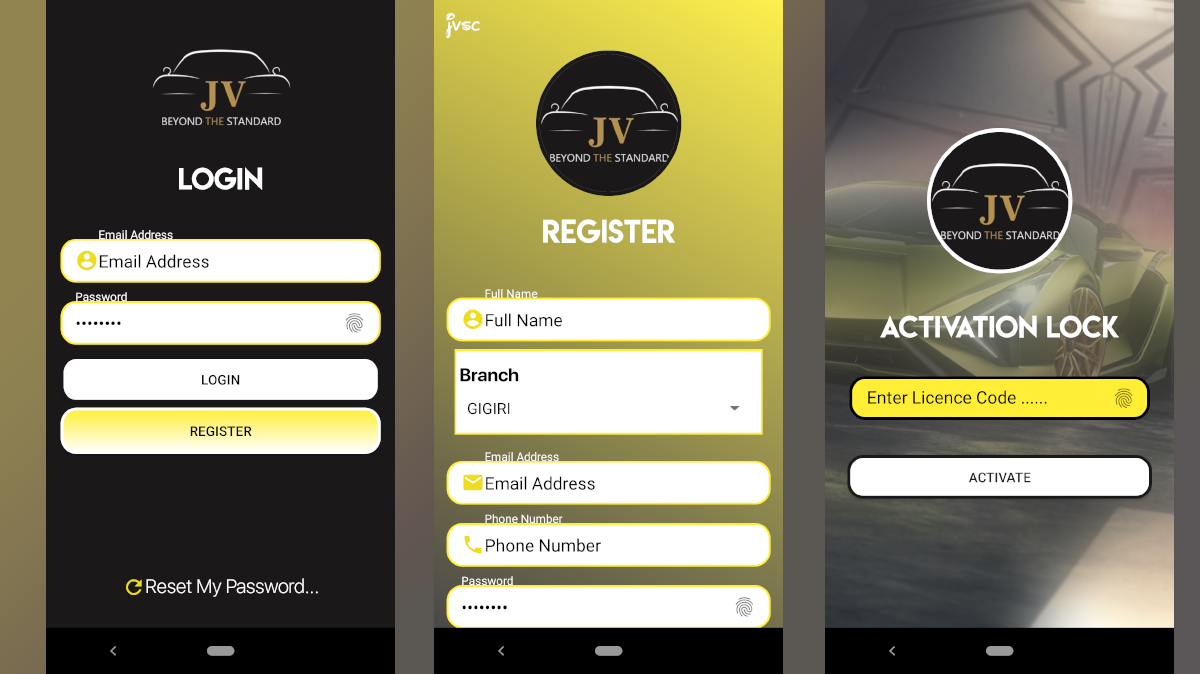 JV
BEYOND THE STANDARD
LOGIN
Email Address
Email Address
Password
••••••••
LOGIN
REGISTER
Reset My Password...
jvsc
JV
BEYOND THE STANDARD
REGISTER
Full Name
Full Name
Branch
GIGIRI
Email Address
Email Address
Phone Number
Phone Number
Password
••••••••
JV
BEYOND THE STANDARD
ACTIVATION LOCK
Enter Licence Code ......
ACTIVATE